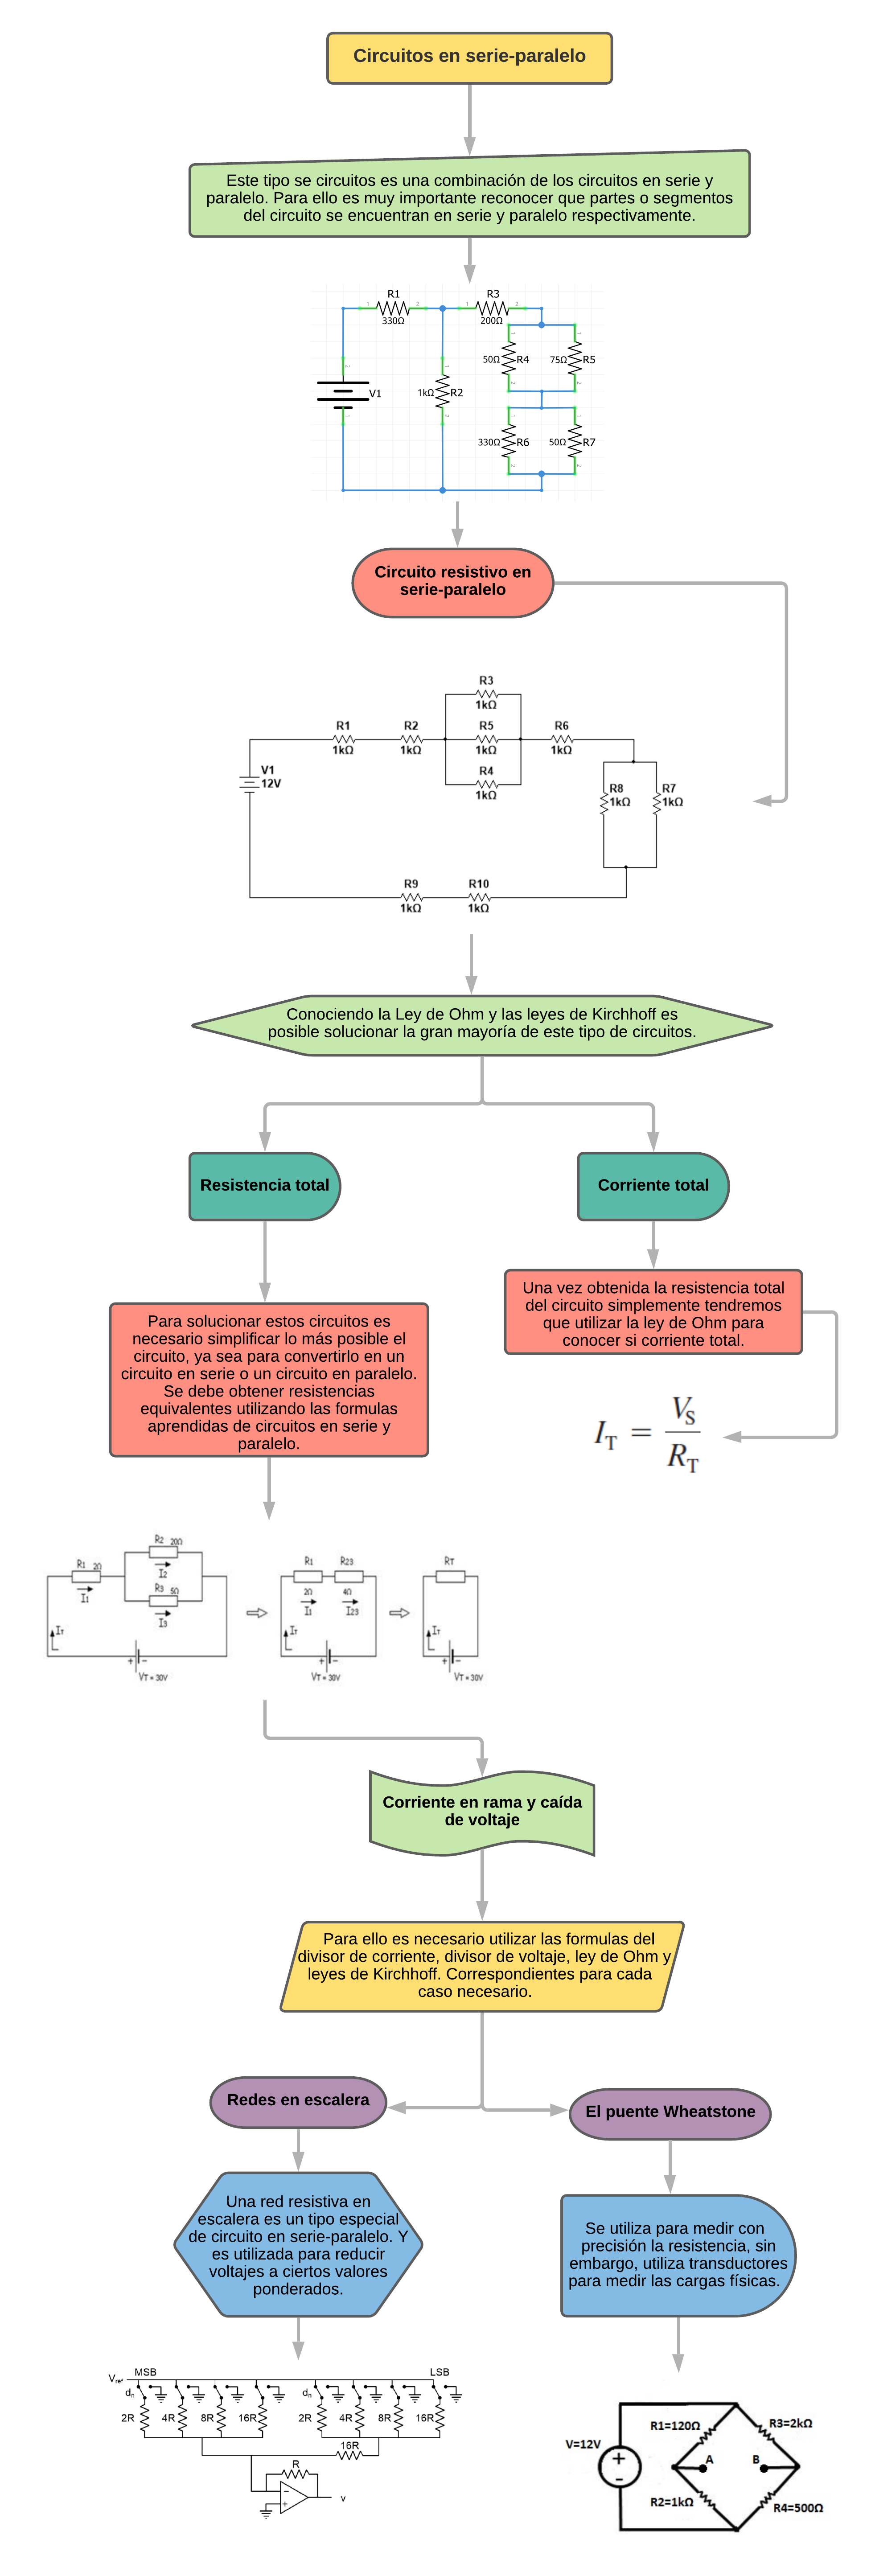 Circuitos en serie-paralelo
Este tipo se circuitos es una combinación de los circuitos en serie y
paralelo. Para ello es muy importante reconocer que partes o segmentos
del circuito se encuentran en serie y paralelo respectivamente.
R1
330Ω
R3
200Ω
V1
1kΩ
R2
50Ω
R4
75Ω
R5
330Ω
R6
50Ω
R7
Circuito resistivo en
serie-paralelo
R3
1kΩ
R1
1kΩ
R2
1kΩ
R5
1kΩ
R6
1kΩ
V1
12V
R4
1kΩ
R8
1kΩ
R7
1kΩ
R9
1kΩ
R10
1kΩ
Conociendo la Ley de Ohm y las leyes de Kirchhoff es
posible solucionar la gran mayoría de este tipo de circuitos.
Resistencia total
Corriente total
Una vez obtenida la resistencia total
del circuito simplemente tendremos
que utilizar la ley de Ohm para
conocer si corriente total.
Para solucionar estos circuitos es
necesario simplificar lo más posible el
circuito, ya sea para convertirlo en un
circuito en serie o un circuito en paralelo.
Se debe obtener resistencias
equivalentes utilizando las formulas
aprendidas de circuitos en serie y
paralelo.
I_T = V_S / R_T
R1 2Ω
I1
R2 20Ω
I2
R3 5Ω
I3
IT
+ -
VT = 30V
R1
2Ω
I1
R23
4Ω
I23
IT
+ -
VT = 30V
RT
IT
+ -
VT = 30V
Corriente en rama y caída
de voltaje
Para ello es necesario utilizar las formulas del
divisor de corriente, divisor de voltaje, ley de Ohm y
leyes de Kirchhoff. Correspondientes para cada
caso necesario.
Redes en escalera
El puente Wheatstone
Una red resistiva en
escalera es un tipo especial
de circuito en serie-paralelo. Y
es utilizada para reducir
voltajes a ciertos valores
ponderados.
Se utiliza para medir con
precisión la resistencia, sin
embargo, utiliza transductores
para medir las cargas físicas.
Vref
MSB
LSB
dn
dn
2R 4R 8R 16R 2R 4R 8R 16R
16R
R
-
+
v
V=12V
+
-
R1=120Ω
R3=2kΩ
A
B
R2=1kΩ
R4=500Ω